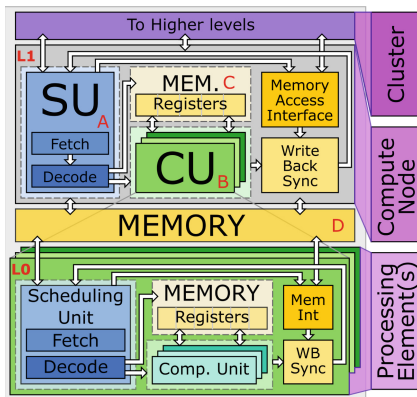 To Higher levels
L1
SU
A
Fetch
Decode
MEM. C
Registers
CU
B
Memory
Access
Interface
Write
Back
Sync
MEMORY
D
L0
Scheduling
Unit
Fetch
Decode
MEMORY
Registers
Comp. Unit
Mem
Int
WB
Sync
Cluster
Compute
Node
Processing
Element(s)